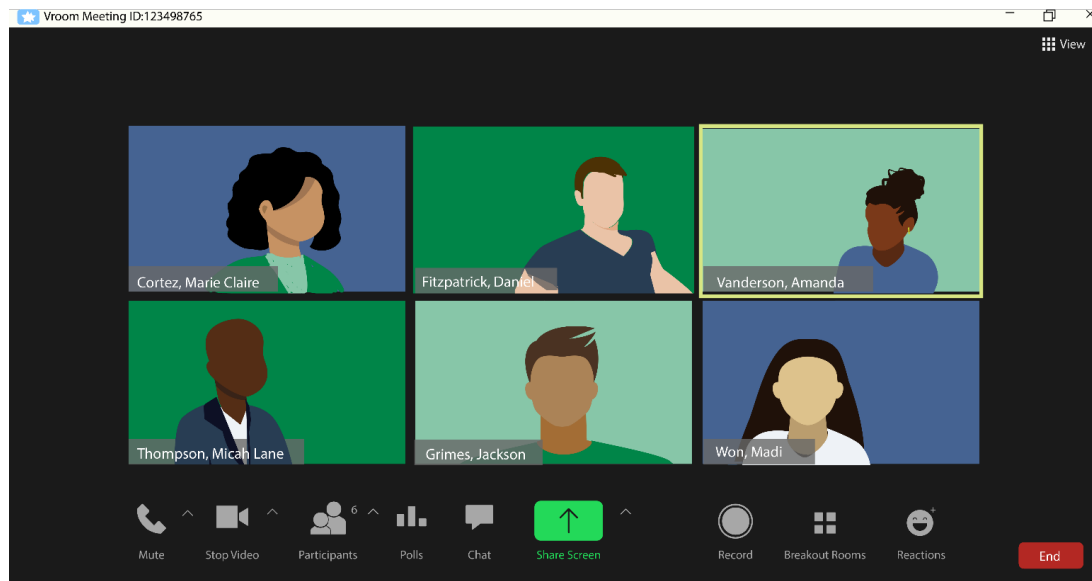 Vroom Meeting ID:123498765
View
Cortez, Marie Claire
Fitzpatrick, Daniel
Vanderson, Amanda
Thompson, Micah Lane
Grimes, Jackson
Won, Madi
6
Mute
Stop Video
Participants
Polls
Chat
Share Screen
Record
Breakout Rooms
Reactions
End